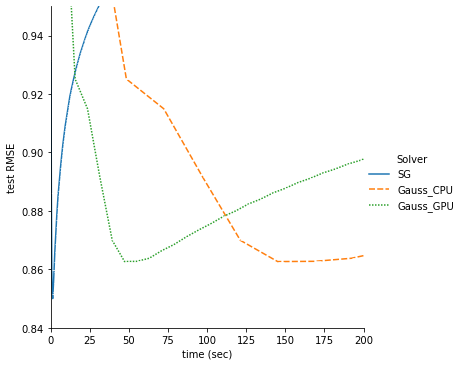 0.94
0.92
0.90
0.88
0.86
0.84
test RMSE
0 25 50 75 100 125 150 175 200
time (sec)
Solver
SG
Gauss_CPU
Gauss_GPU